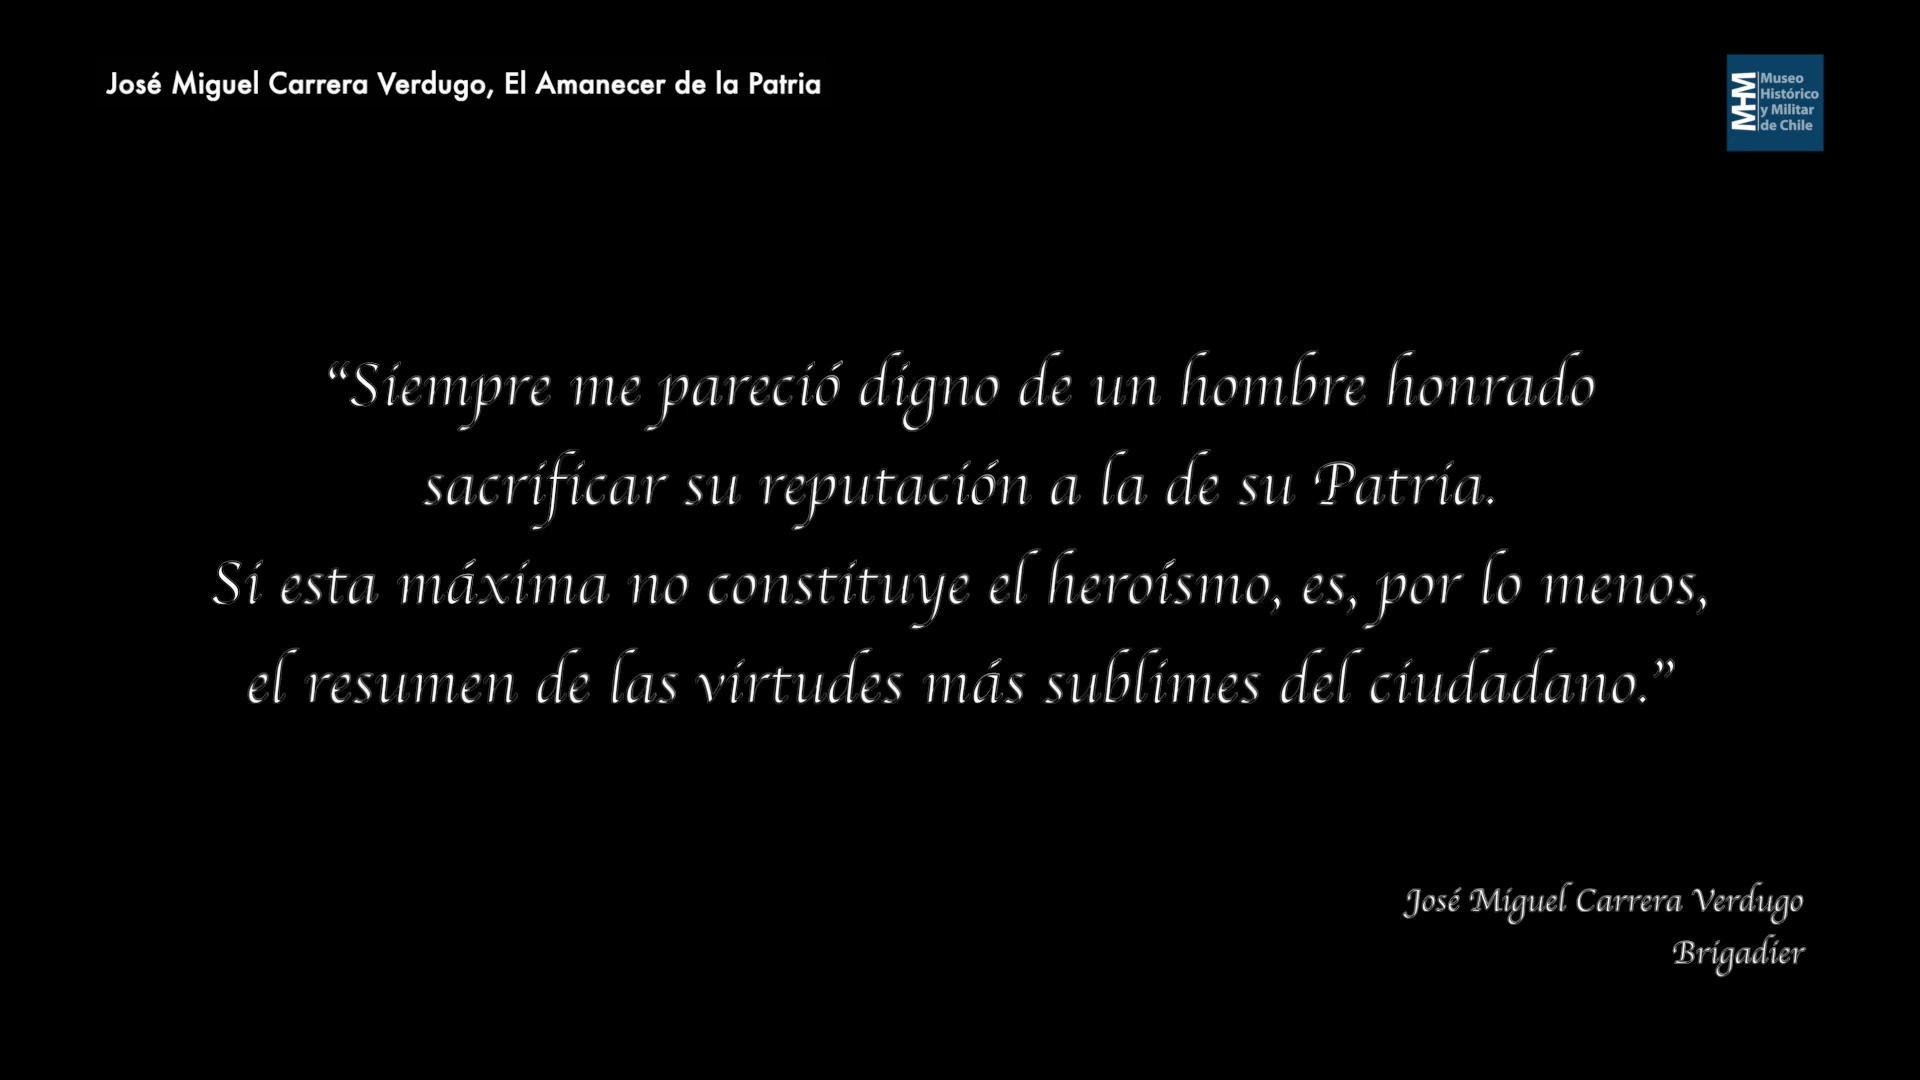 José Miguel Carrera Verdugo, El Amanecer de la Patria
MHM
Museo
Histórico
y Militar
de Chile
“Siempre me pareció digno de un hombre honrado
sacrificar su reputación a la de su Patria.
Si esta máxima no constituye el heroísmo, es, por lo menos,
el resumen de las virtudes más sublimes del ciudadano.”
José Miguel Carrera Verdugo
Brigadier